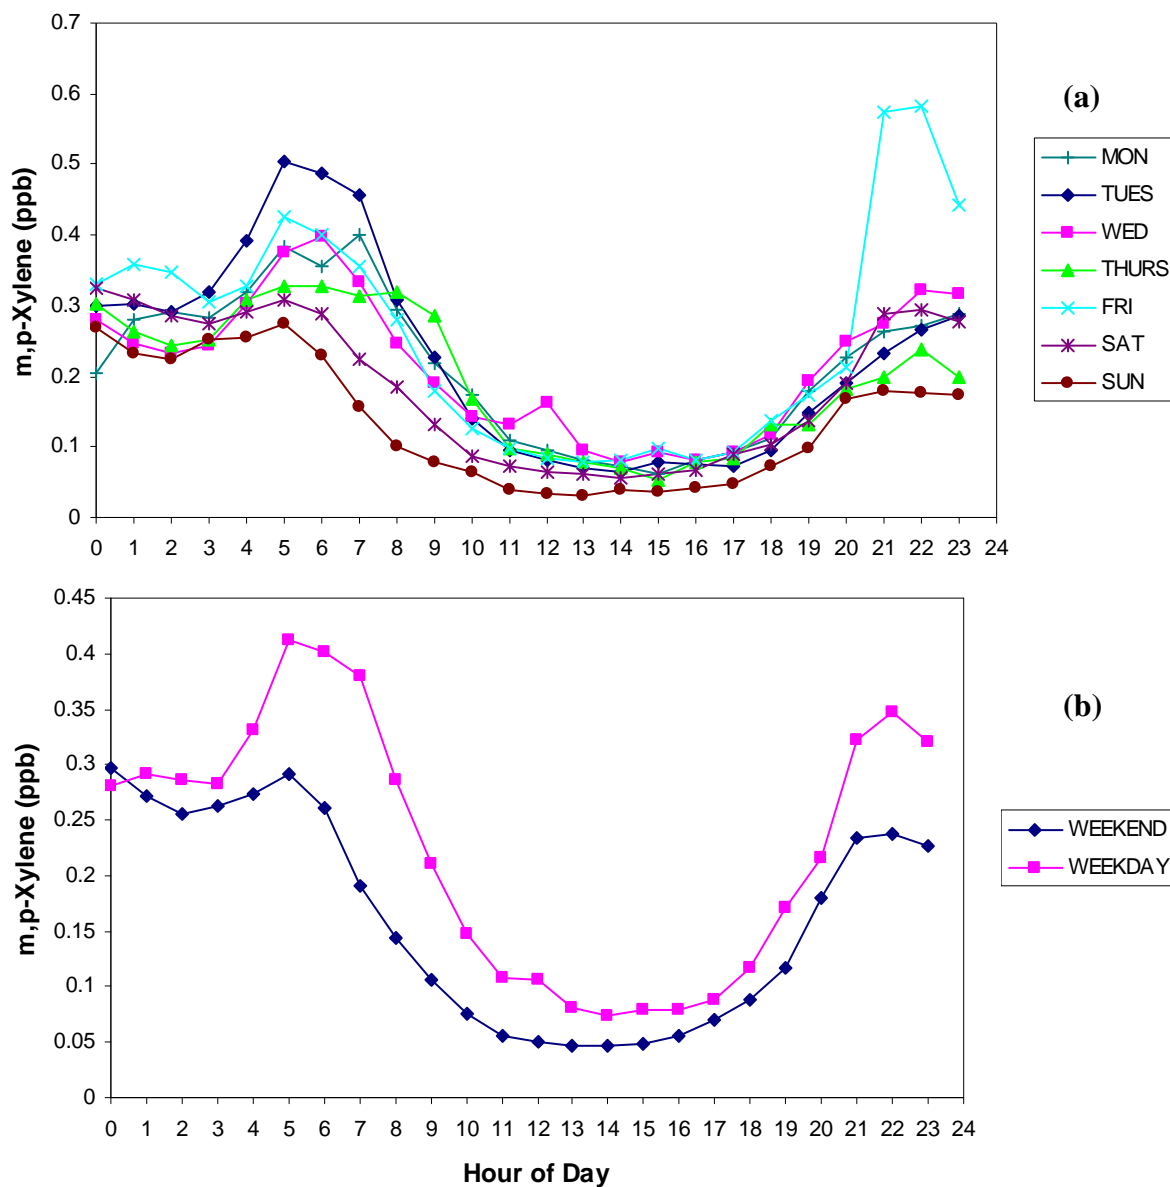 0.7
0.6
0.5
0.4
0.3
0.2
0.1
0
m,p-Xylene (ppb)
0 1 2 3 4 5 6 7 8 9 10 11 12 13 14 15 16 17 18 19 20 21 22 23 24
(a)
MON
TUES
WED
THURS
FRI
SAT
SUN
0.45
0.4
0.35
0.3
0.25
0.2
0.15
0.1
0.05
0
m,p-Xylene (ppb)
0 1 2 3 4 5 6 7 8 9 10 11 12 13 14 15 16 17 18 19 20 21 22 23 24
Hour of Day
(b)
WEEKEND
WEEKDAY